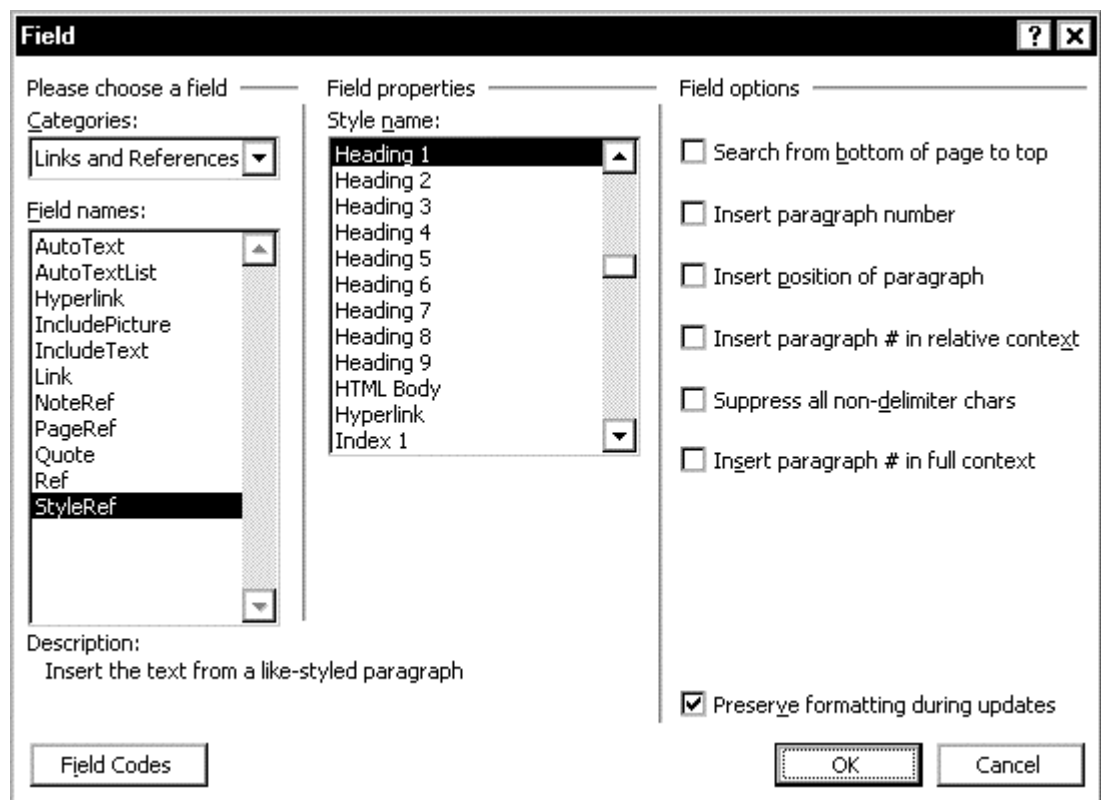 Field
Please choose a field
Categories:
Links and References
Field names:
AutoText
AutoTextList
Hyperlink
IncludePicture
IncludeText
Link
NoteRef
PageRef
Quote
Ref
StyleRef
Description:
Insert the text from a like-styled paragraph
Field Codes
Field properties
Style name:
Heading 1
Heading 2
Heading 3
Heading 4
Heading 5
Heading 6
Heading 7
Heading 8
Heading 9
HTML Body
Hyperlink
Index 1
Field options
Search from bottom of page to top
Insert paragraph number
Insert position of paragraph
Insert paragraph # in relative context
Suppress all non-delimiter chars
Insert paragraph # in full context
Preserve formatting during updates
OK
Cancel